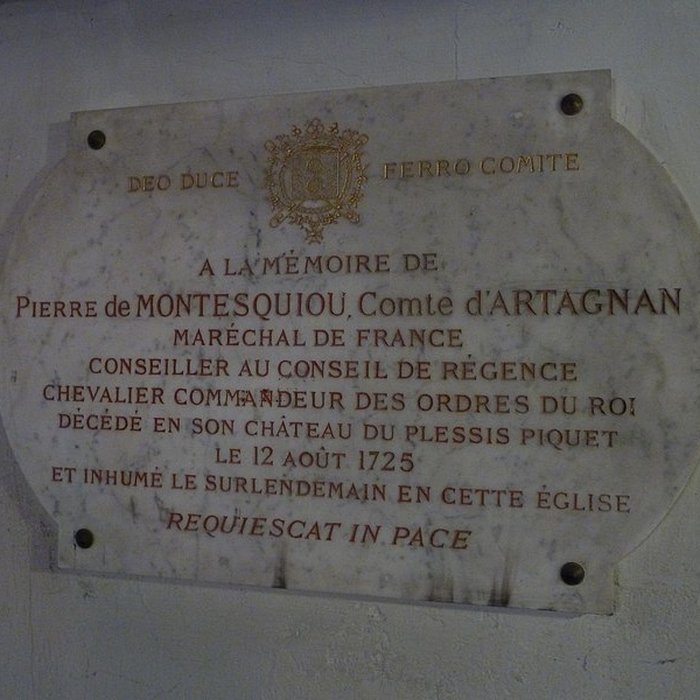 DEO DUCE FERRO COMITE
A LA MÉMOIRE DE
PIERRE de MONTESQUIOU, Comte d'ARTAGNAN
MARÉCHAL DE FRANCE
CONSEILLER AU CONSEIL DE RÉGENCE
CHEVALIER COMMANDEUR DES ORDRES DU ROI
DÉCÉDÉ EN SON CHÂTEAU DU PLESSIS PIQUET
LE 12 AOÛT 1725
ET INHUMÉ LE SURLENDEMAIN EN CETTE ÉGLISE
REQUIESCAT IN PACE